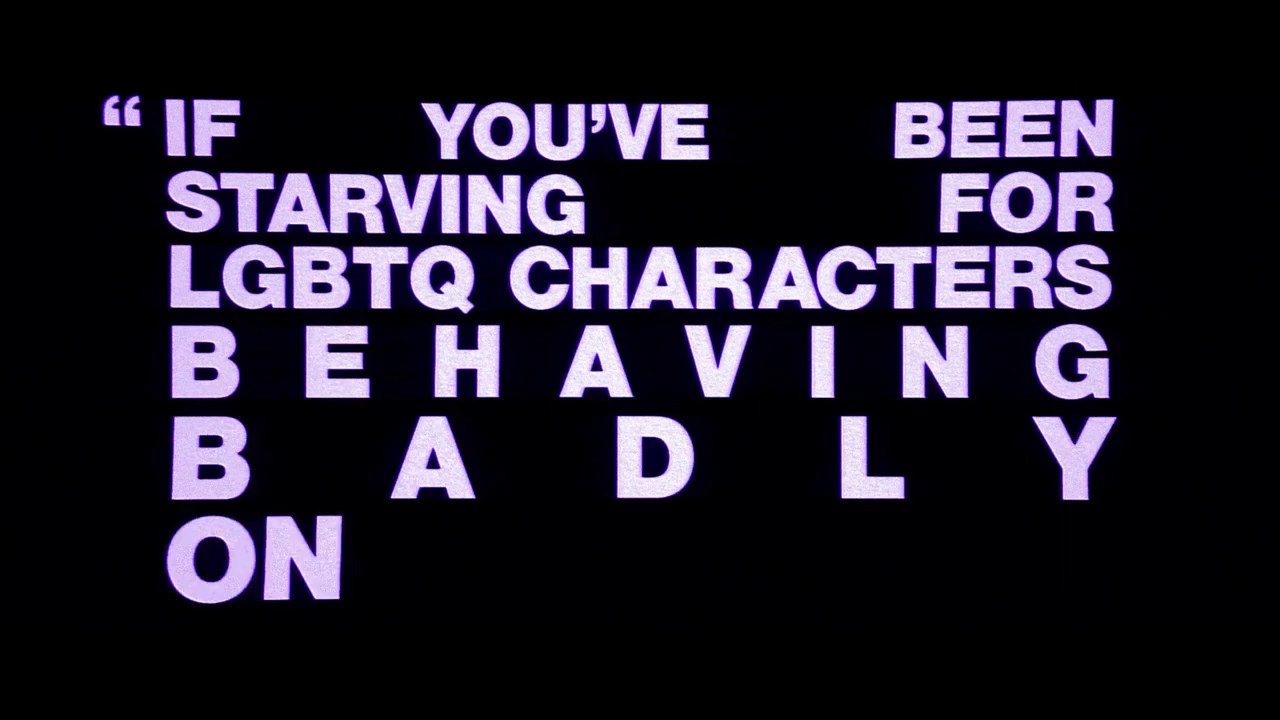 “IF YOU’VE BEEN
STARVING FOR
LGBTQ CHARACTERS
BEHAVING
BADLY
ON